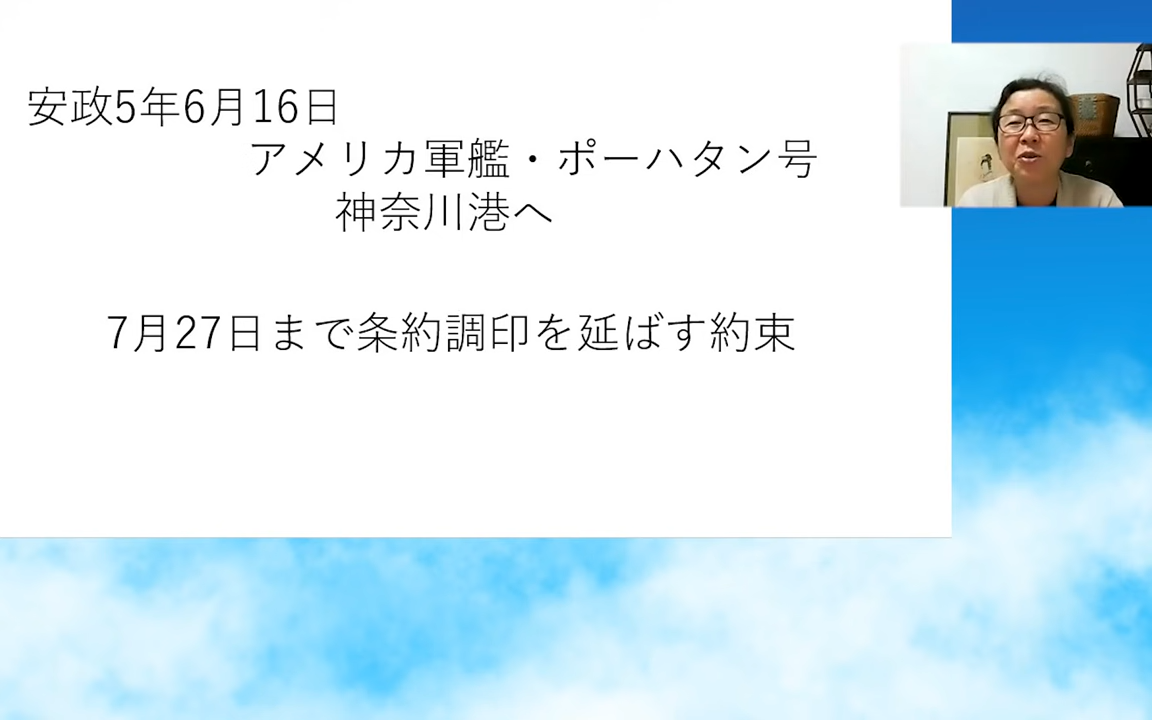 安政5年6月16日
アメリカ軍艦・ポーハタン号
神奈川港へ
7月27日まで条約調印を延ばす約束